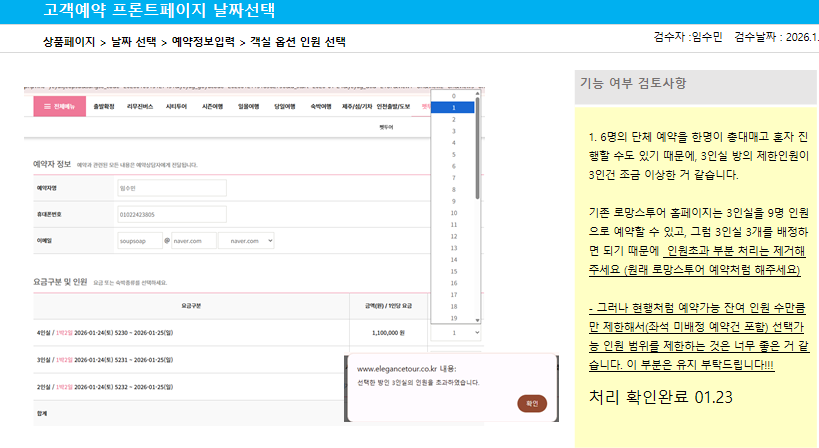 고객예약 프론트페이지 날짜선택
상품페이지 > 날짜 선택 > 예약정보입력 > 객실 옵션 인원 선택
검수자 :임수민 검수날짜 : 2026.1.
전체메뉴 출발확정 리무진버스 시티투어 시즌여행 일몰여행 당일여행 숙박여행 제주/섬/기차 인천출발/도보
펫투어
예약자 정보 예약과 관련된 모든 내용은 예약상담자에게 전달됩니다.
예약자명 임수민
휴대폰번호 01022423805
이메일 soupsoap @ naver.com naver.com
요금구분 및 인원 요금 또는 숙박종류를 선택하세요.
요금구분 금액(원) / 1인당 요금
4인실 / 1박2일 2026-01-24(토) 5230 ~ 2026-01-25(일) 1,100,000 원 1
3인실 / 1박2일 2026-01-24(토) 5231 ~ 2026-01-25(일)
2인실 / 1박2일 2026-01-24(토) 5232 ~ 2026-01-25(일)
합계
0
1
2
3
4
5
6
7
8
9
10
11
12
13
14
15
16
17
18
19
www.elegancetour.co.kr 내용:
선택한 방인 3인실의 인원을 초과하였습니다.
확인
기능 여부 검토사항
1. 6명의 단체 예약을 한명이 총대매고 혼자 진
행할 수도 있기 때문에, 3인실 방의 제한인원이
3인건 조금 이상한 거 같습니다.
기존 로망스투어 홈페이지는 3인실을 9명 인원
으로 예약할 수 있고, 그럼 3인실 3개를 배정하
면 되기 때문에 인원초과 부분 처리는 제거해
주세요 (원래 로망스투어 예약처럼 해주세요)
- 그러나 현행처럼 예약가능 잔여 인원 수만큼
만 제한해서(좌석 미배정 예약건 포함) 선택가
능 인원 범위를 제한하는 것은 너무 좋은 거 같
습니다. 이 부분은 유지 부탁드립니다!!!
처리 확인완료 01.23